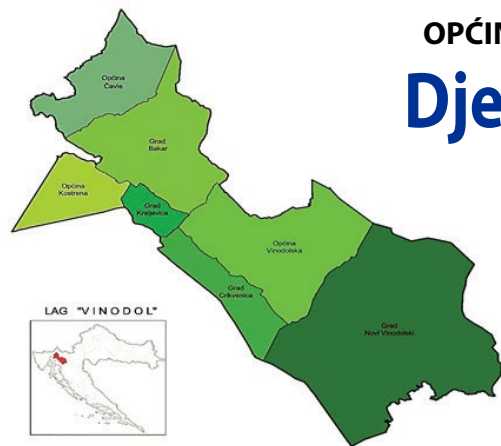 OPĆIN
Dje
Općina
Čavle
Grad
Bakar
Općina
Kostrena
Grad
Kraljevica
Općina
Vinodolska
Grad
Crikvenica
Grad
Novi Vinodolski
LAG "VINODOL"